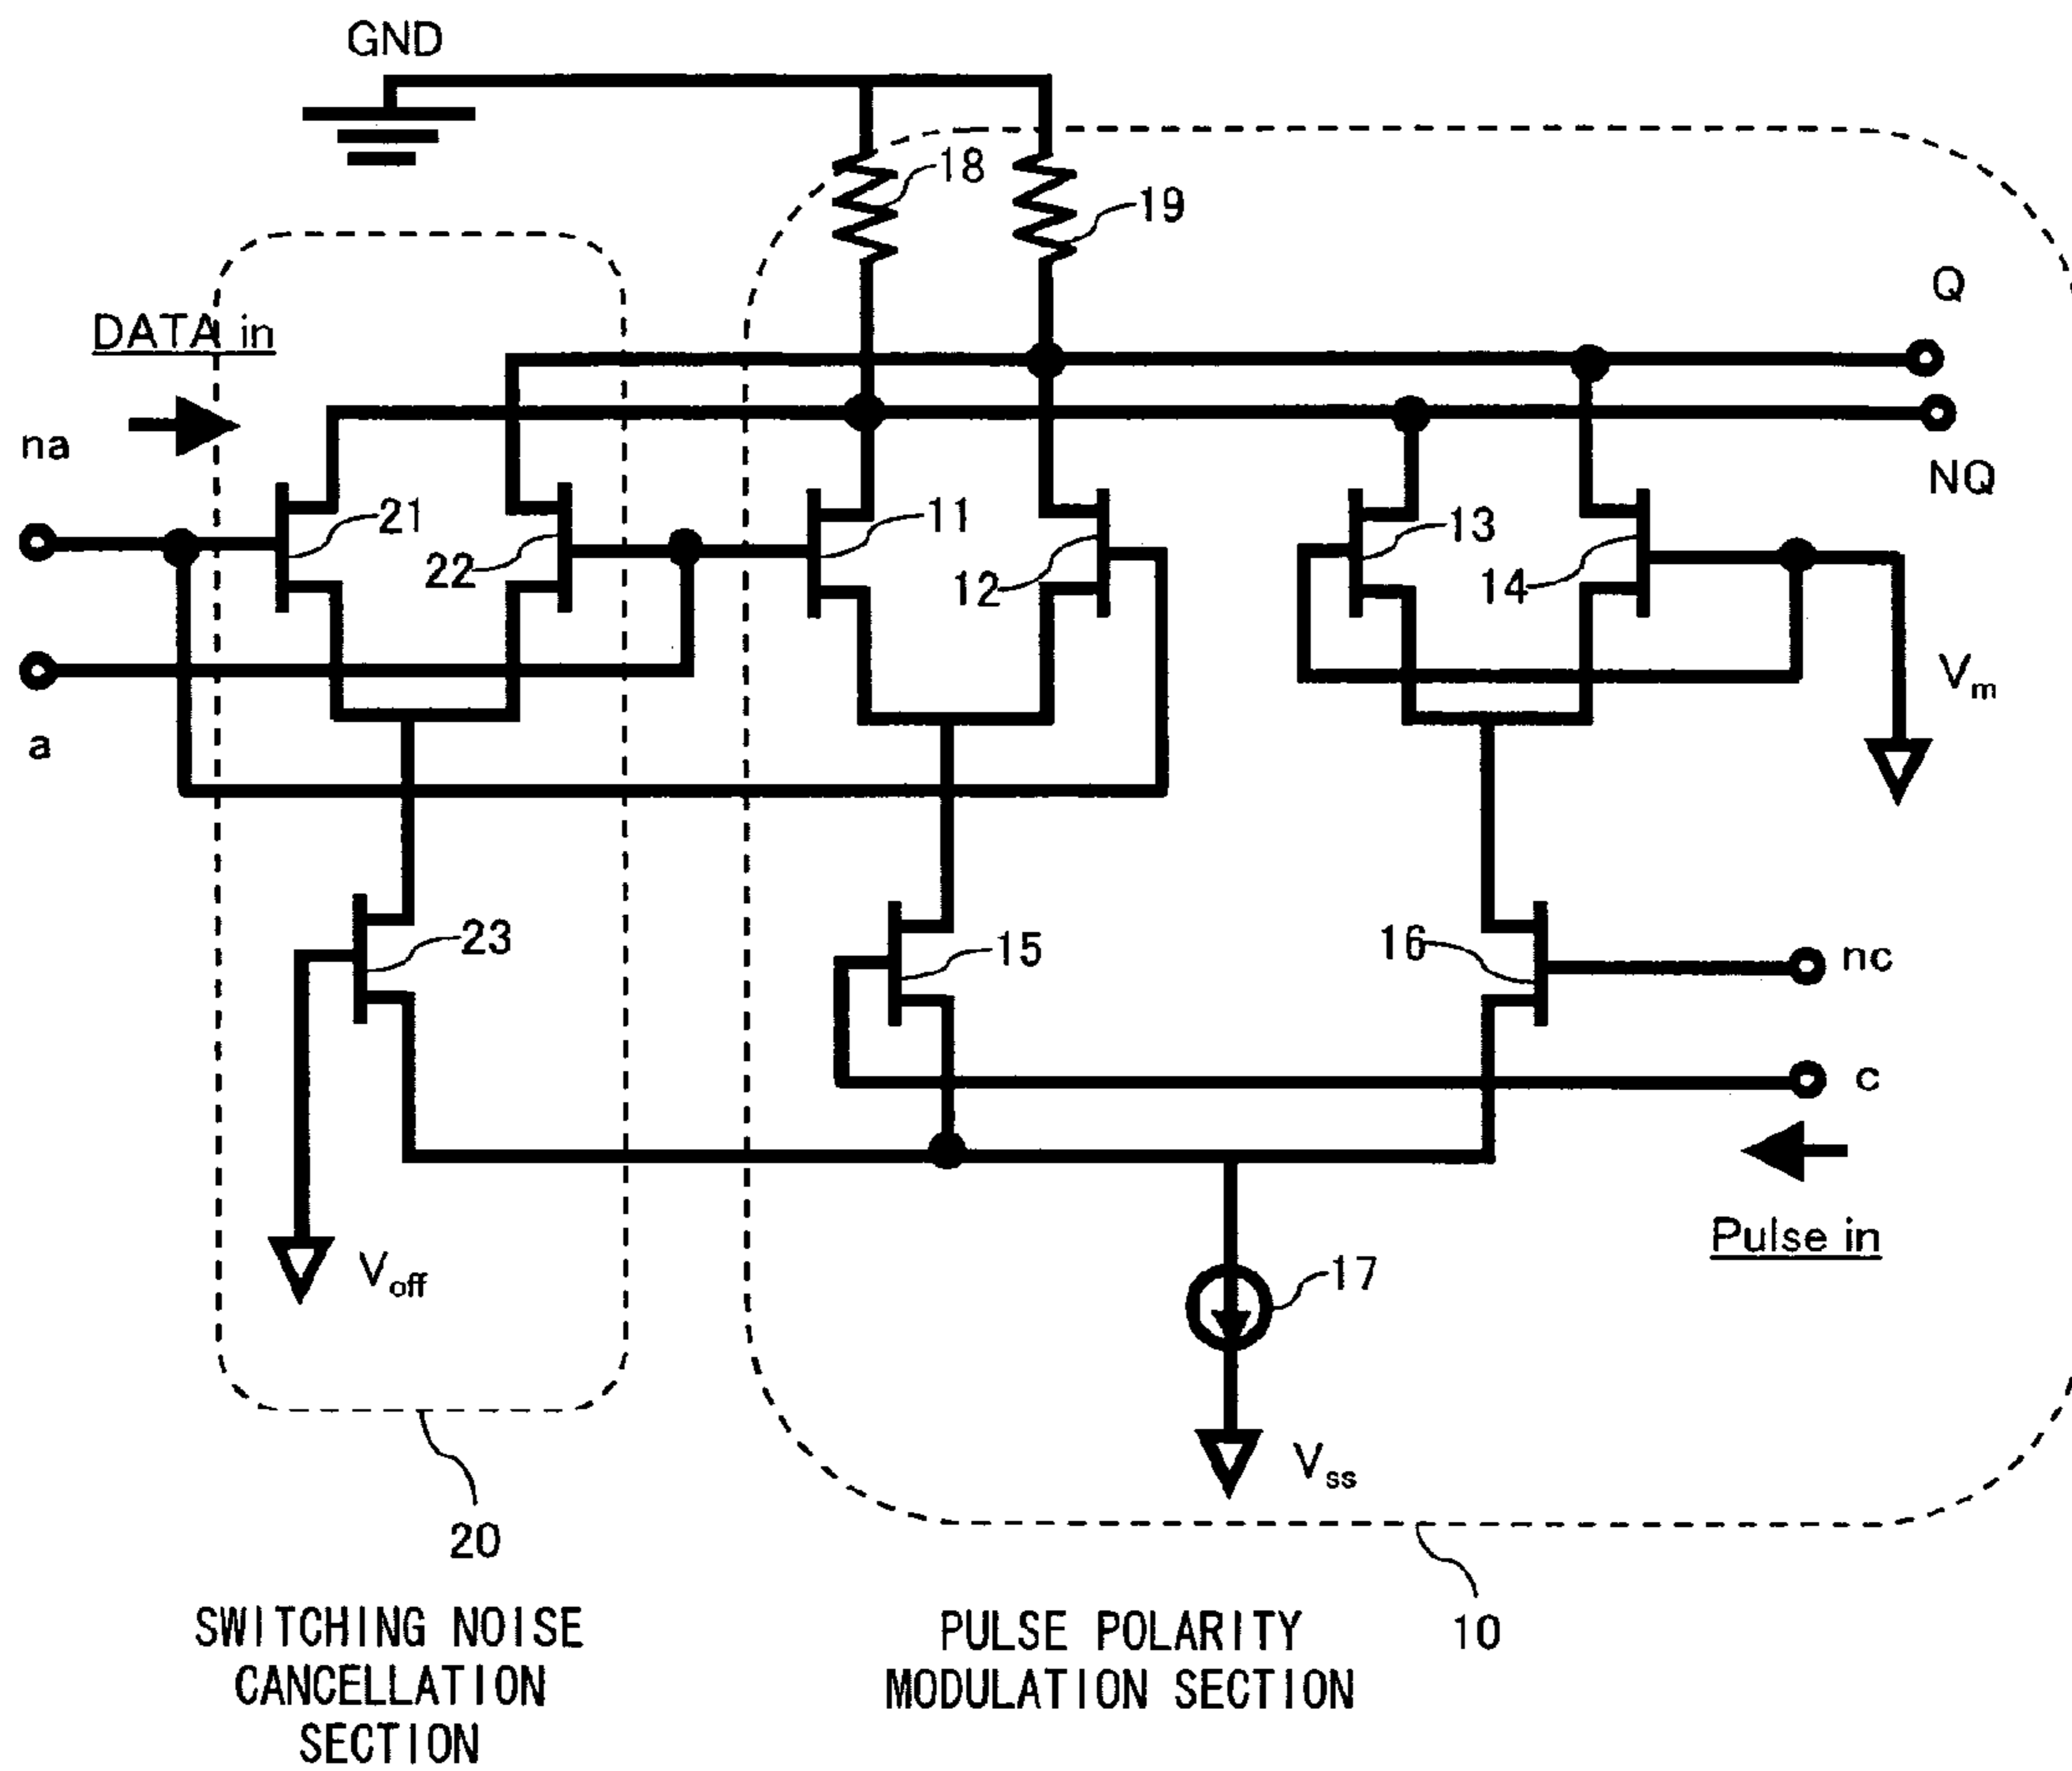 GND
18
19
Q
DATA in
na
NQ
21
11
13
22
12
14
Vm
a
23
15
16
nc
c
Pulse in
Voff
17
Vss
20
10
SWITCHING NOISE
CANCELLATION
SECTION
PULSE POLARITY
MODULATION SECTION